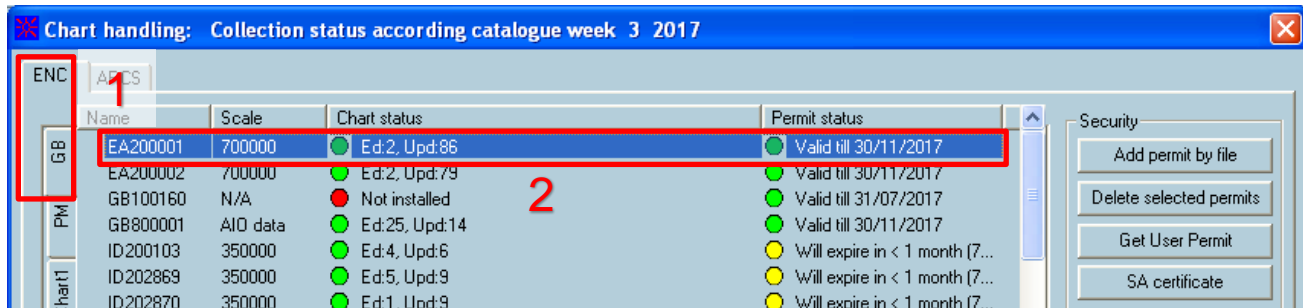 Chart handling: Collection status according catalogue week 3 2017
ENC ARCS
1
Name Scale Chart status Permit status
Security
GB
EA200001 700000 Ed:2, Upd:86 Valid till 30/11/2017
Add permit by file
EA200002 700000 Ed:2, Upd:79 Valid till 30/11/2017
2
GB100160 N/A Not installed Valid till 31/07/2017
Delete selected permits
PM
GB800001 AIO data Ed:25, Upd:14 Valid till 30/11/2017
ID200103 350000 Ed:4, Upd:6 Will expire in < 1 month (7...
Get User Permit
ID202869 350000 Ed:5, Upd:9 Will expire in < 1 month (7...
SA certificate
hart1
ID202870 350000 Ed:1, Upd:9 Will expire in < 1 month (7...